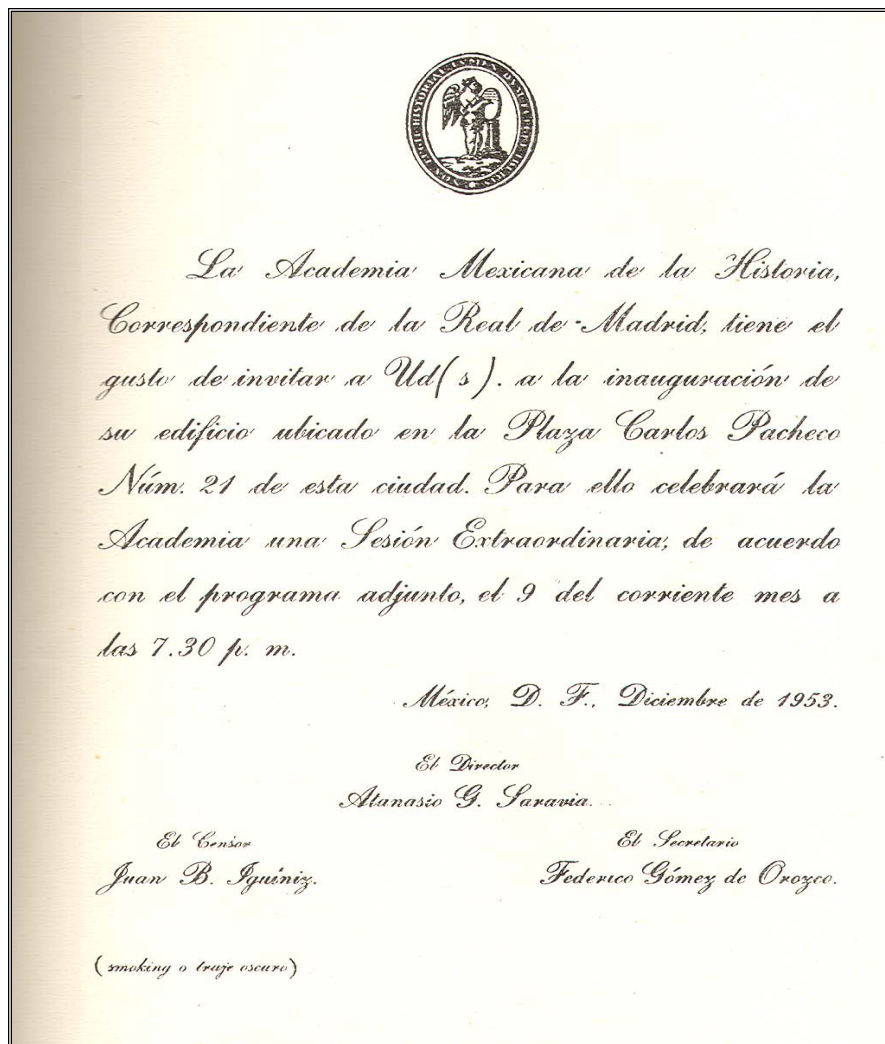 La Academia Mexicana de la Historia,
Correspondiente de la Real de Madrid, tiene el
gusto de invitar a Ud(s). a la inauguración de
su edificio ubicado en la Plaza Carlos Pacheco
Núm. 21 de esta ciudad. Para ello celebrará la
Academia una Sesión Extraordinaria, de acuerdo
con el programa adjunto, el 9 del corriente mes a
las 7.30 p. m.
México, D. F., Diciembre de 1953.
El Director
Atanasio G. Saravia.
El Censor
Juan B. Iguíniz.
El Secretario
Federico Gómez de Orozco.
(smoking o traje oscuro)